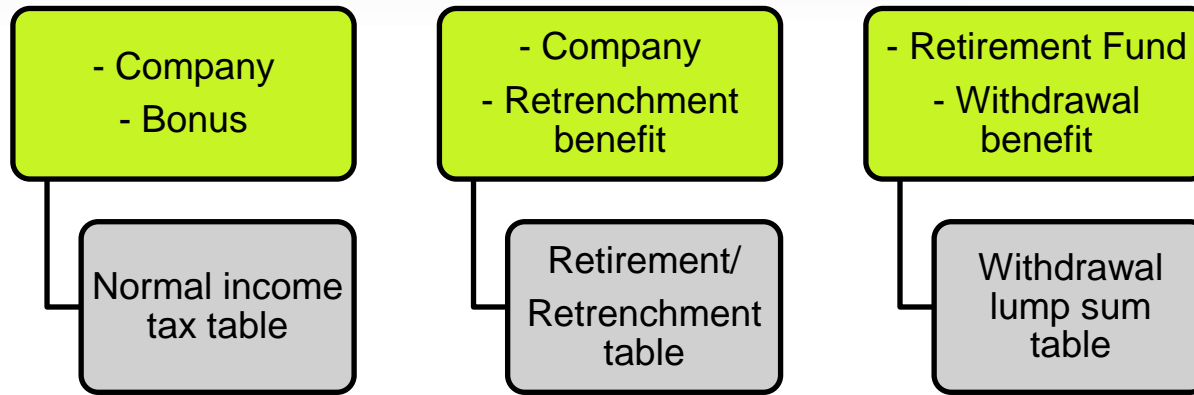 - Company
- Bonus
Normal income
tax table
- Company
- Retrenchment
benefit
Retirement/
Retrenchment
table
- Retirement Fund
- Withdrawal
benefit
Withdrawal
lump sum
table